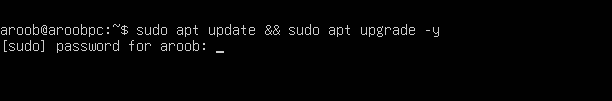 aroob@aroobpc:~$ sudo apt update && sudo apt upgrade -y
[sudo] password for aroob: _